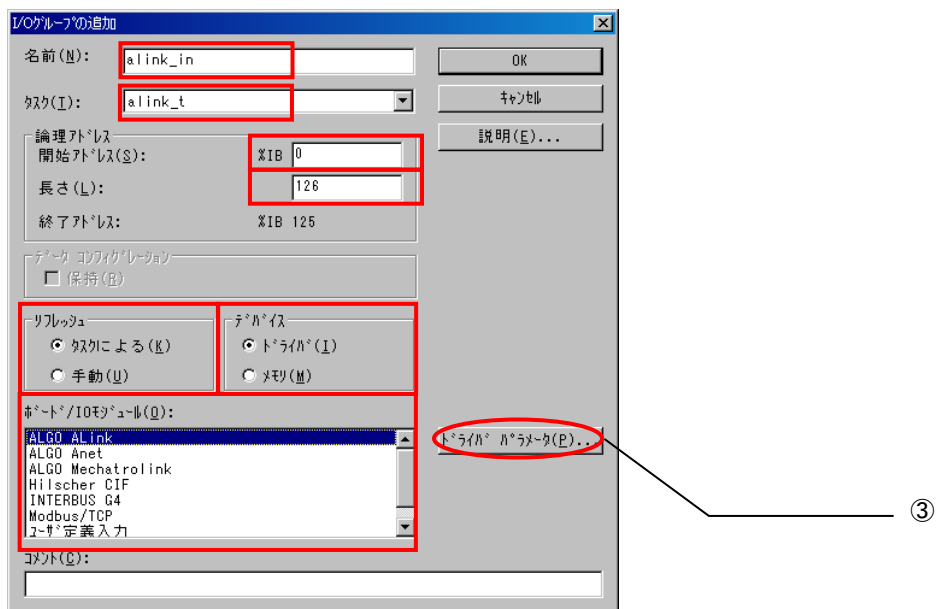 I/Oｸﾞﾙｰﾌﾟの追加
名前(N):
alink_in
OK
ﾀｽｸ(T):
alink_t
ｷｬﾝｾﾙ
説明(E)...
論理ｱﾄﾞﾚｽ
開始ｱﾄﾞﾚｽ(S):
%IB
0
長さ(L):
126
終了ｱﾄﾞﾚｽ:
%IB 125
ﾃﾞｰﾀ ｺﾝﾌｨｸﾞﾚｰｼｮﾝ
保持(R)
ﾘﾌﾚｯｼｭ
ﾀｽｸによる(K)
手動(U)
ﾃﾞﾊﾞｲｽ
ﾄﾞﾗｲﾊﾞ(I)
ﾒﾓﾘ(M)
ﾎﾞｰﾄﾞ/IOﾓｼﾞｭｰﾙ(O):
ALGO ALink
ALGO Anet
ALGO Mechatrolink
Hilscher CIF
INTERBUS G4
Modbus/TCP
ﾕｰｻﾞ定義入力
ﾄﾞﾗｲﾊﾞ ﾊﾟﾗﾒｰﾀ(P)...
③
ｺﾒﾝﾄ(C):